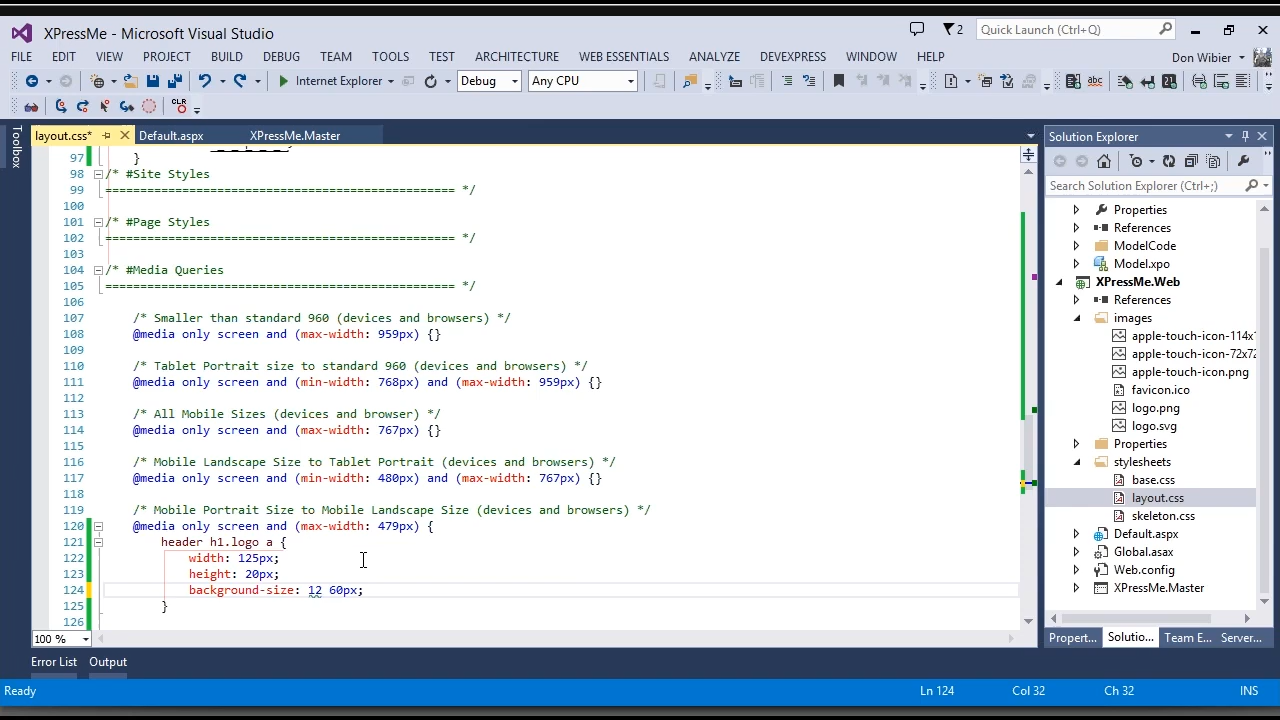 XPressMe - Microsoft Visual Studio
2
Quick Launch (Ctrl+Q)
FILE EDIT VIEW PROJECT BUILD DEBUG TEAM TOOLS TEST ARCHITECTURE WEB ESSENTIALS ANALYZE DEVEXPRESS WINDOW HELP
Don Wibier
Internet Explorer
Debug
Any CPU
abc
CLR
Toolbox
layout.css*
Default.aspx
XPressMe.Master
97 }
98 /* #Site Styles
99 ================================================== */
100
101 /* #Page Styles
102 ================================================== */
103
104 /* #Media Queries
105 ================================================== */
106
107 /* Smaller than standard 960 (devices and browsers) */
108 @media only screen and (max-width: 959px) {}
109
110 /* Tablet Portrait size to standard 960 (devices and browsers) */
111 @media only screen and (min-width: 768px) and (max-width: 959px) {}
112
113 /* All Mobile Sizes (devices and browser) */
114 @media only screen and (max-width: 767px) {}
115
116 /* Mobile Landscape Size to Tablet Portrait (devices and browsers) */
117 @media only screen and (min-width: 480px) and (max-width: 767px) {}
118
119 /* Mobile Portrait Size to Mobile Landscape Size (devices and browsers) */
120 @media only screen and (max-width: 479px) {
121 header h1.logo a {
122 width: 125px;
123 height: 20px;
124 background-size: 12 60px;
125 }
126
100 %
Solution Explorer
Search Solution Explorer (Ctrl+;)
Properties
References
ModelCode
Model.xpo
XPressMe.Web
References
images
apple-touch-icon-114x1
apple-touch-icon-72x72
apple-touch-icon.png
favicon.ico
logo.png
logo.svg
Properties
stylesheets
base.css
layout.css
skeleton.css
Default.aspx
Global.asax
Web.config
XPressMe.Master
Propert... Solutio... Team E... Server...
Error List
Output
Ready
Ln 124
Col 32
Ch 32
INS